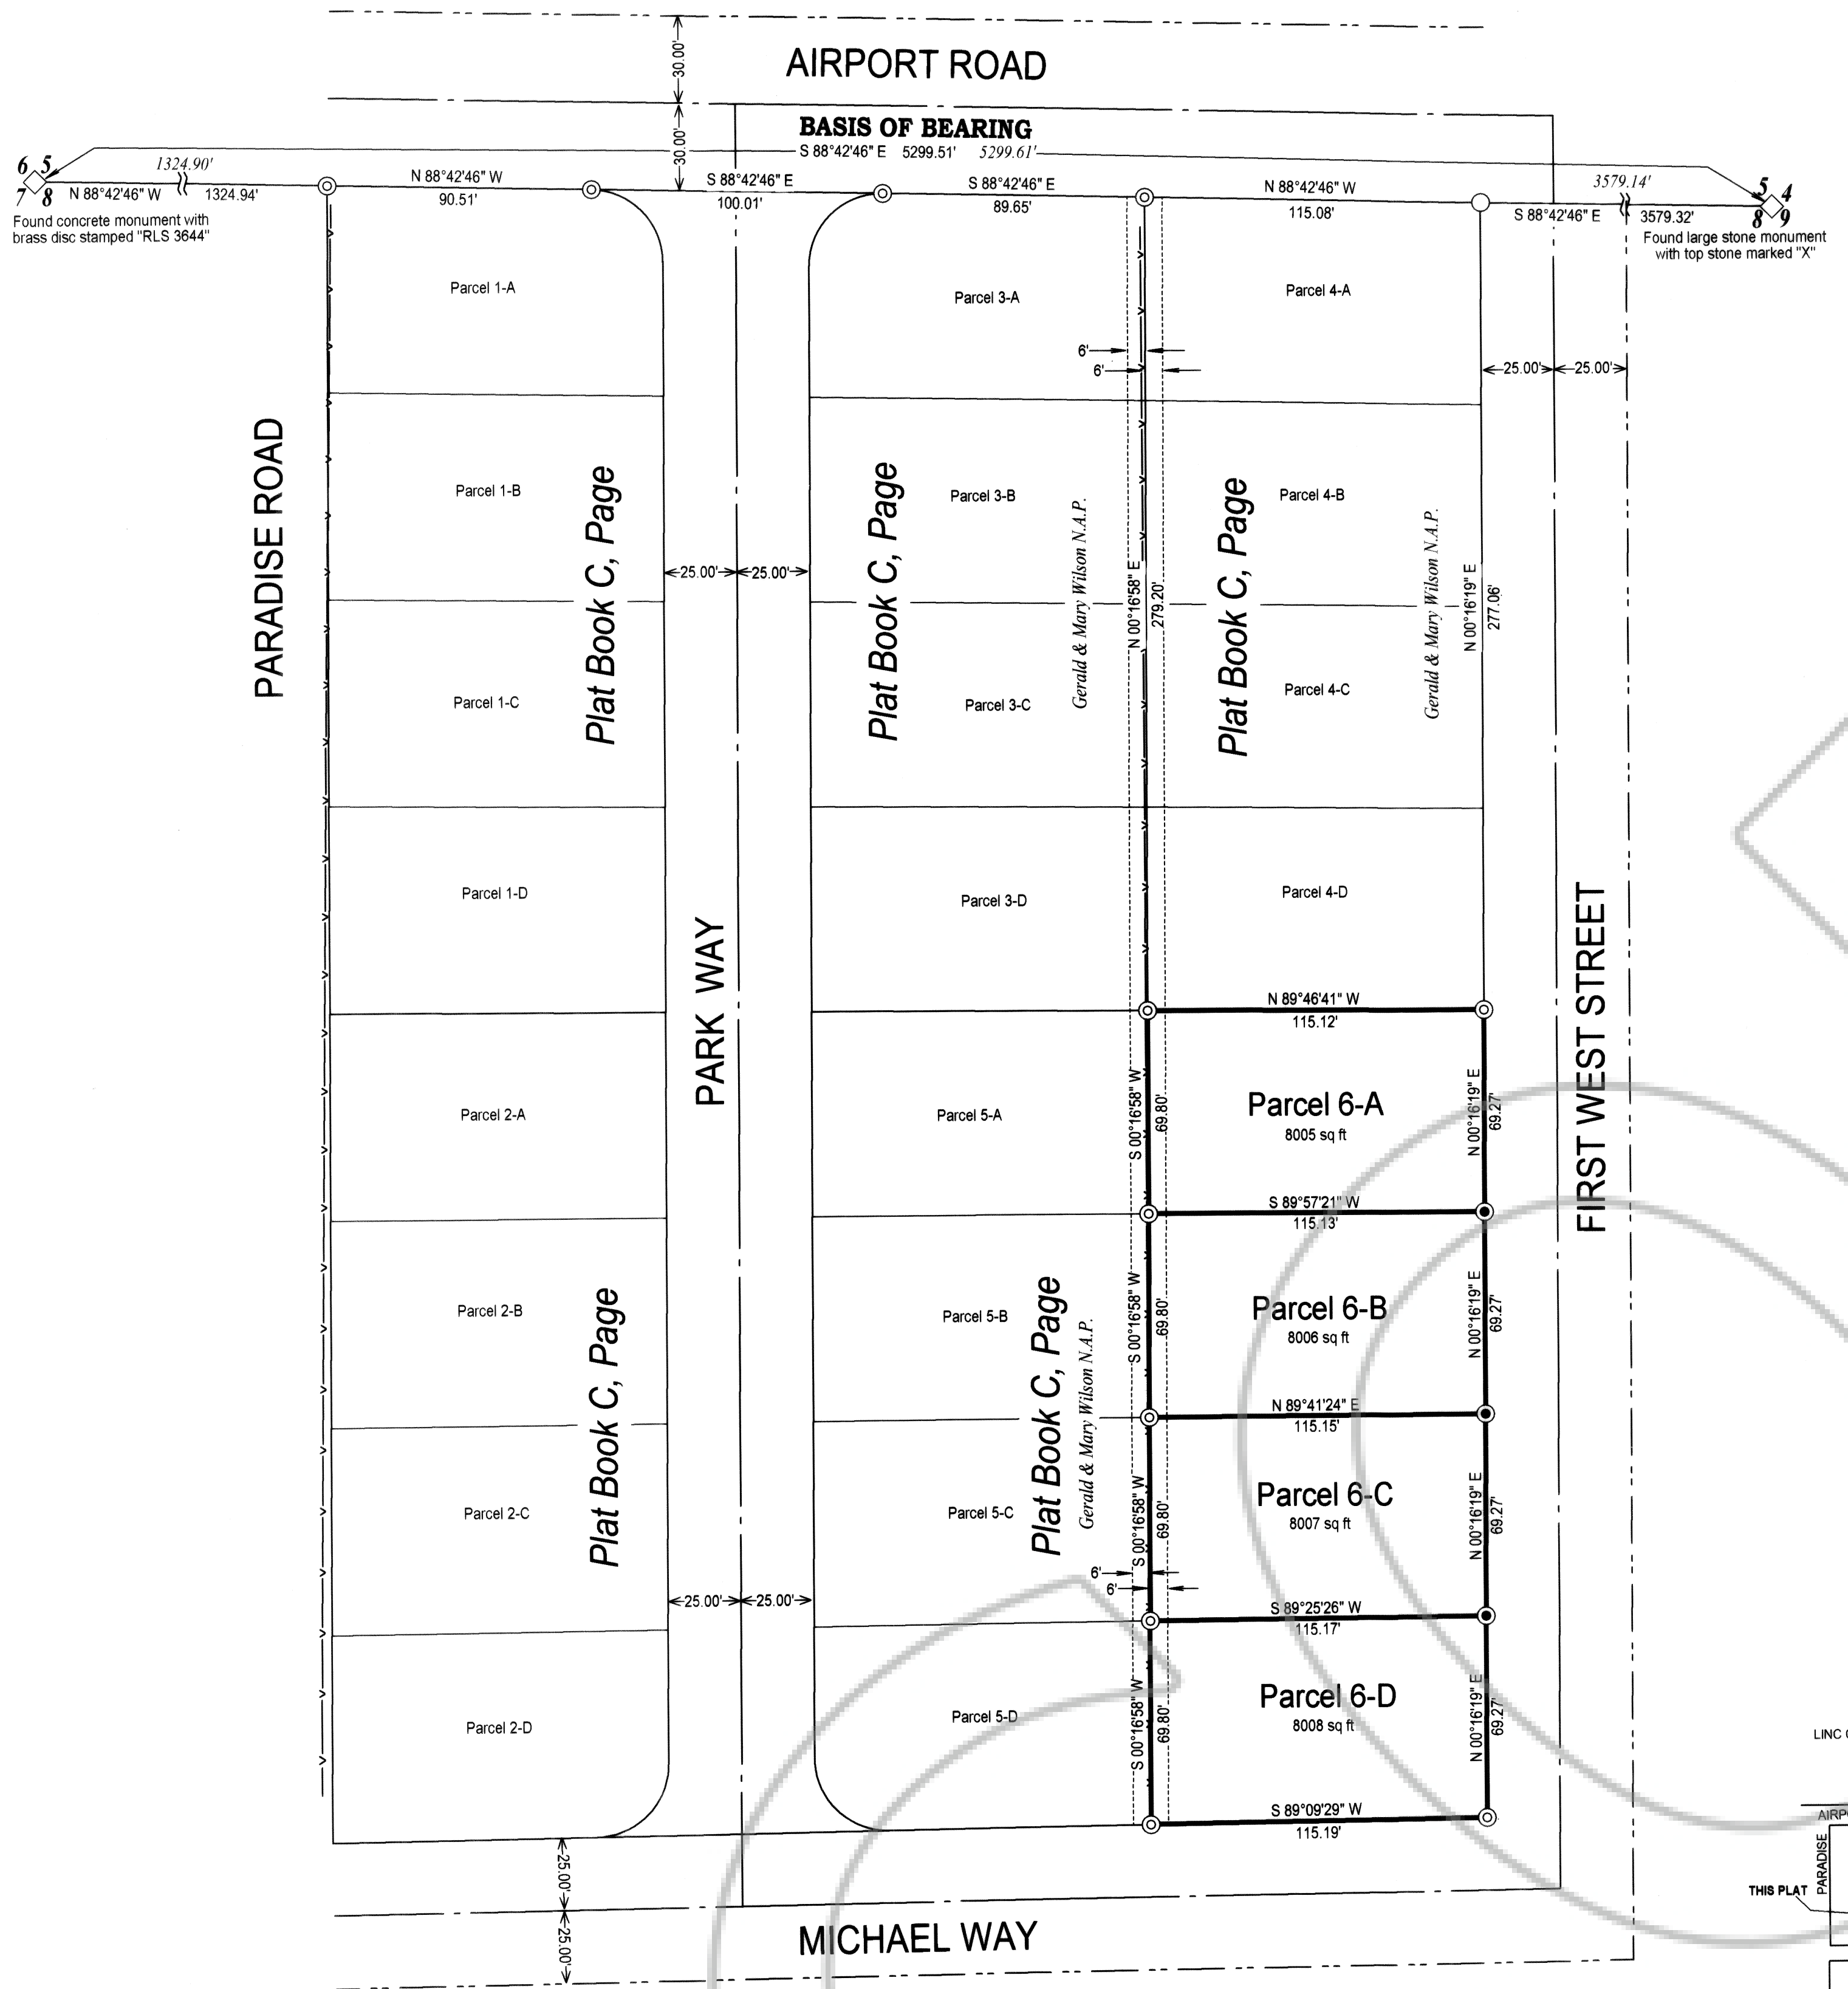 30.00'
AIRPORT ROAD
30.00'
BASIS OF BEARING
S 88°42'46" E 5299.51' 5299.61'
6 5
7 8
1324.90'
N 88°42'46" W 1324.94'
Found concrete monument with
brass disc stamped "RLS 3644"
N 88°42'46" W
90.51'
S 88°42'46" E
100.01'
S 88°42'46" E
89.65'
N 88°42'46" W
115.08'
3579.14'
S 88°42'46" E 3579.32'
5 4
8 9
Found large stone monument
with top stone marked "X"
Parcel 1-A
Parcel 3-A
Parcel 4-A
6'
6'
25.00' 25.00'
PARADISE ROAD
Parcel 1-B
Plat Book C, Page
25.00' 25.00'
Plat Book C, Page
Parcel 3-B
Gerald & Mary Wilson N.A.P.
N 00°16'58" E
279.20'
Plat Book C, Page
Parcel 4-B
Gerald & Mary Wilson N.A.P.
N 00°16'19" E
277.06'
Parcel 1-C
Parcel 3-C
Parcel 4-C
Parcel 1-D
Parcel 3-D
Parcel 4-D
PARK WAY
FIRST WEST STREET
N 89°46'41" W
115.12'
Parcel 2-A
Parcel 5-A
S 00°16'58" W
69.80'
Parcel 6-A
8005 sq ft
N 00°16'19" E
69.27'
S 89°57'21" W
115.13'
Parcel 2-B
Plat Book C, Page
Parcel 5-B
Plat Book C, Page
Gerald & Mary Wilson N.A.P.
S 00°16'58" W
69.80'
Parcel 6-B
8006 sq ft
N 00°16'19" E
69.27'
N 89°41'24" E
115.15'
Parcel 2-C
Parcel 5-C
S 00°16'58" W
69.80'
Parcel 6-C
8007 sq ft
N 00°16'19" E
69.27'
6'
6'
25.00' 25.00'
S 89°25'26" W
115.17'
Parcel 2-D
Parcel 5-D
S 00°16'58" W
69.80'
Parcel 6-D
8008 sq ft
N 00°16'19" E
69.27'
S 89°09'29" W
115.19'
25.00'
25.00'
MICHAEL WAY
LINC
AIRP
PARADISE
THIS PLAT